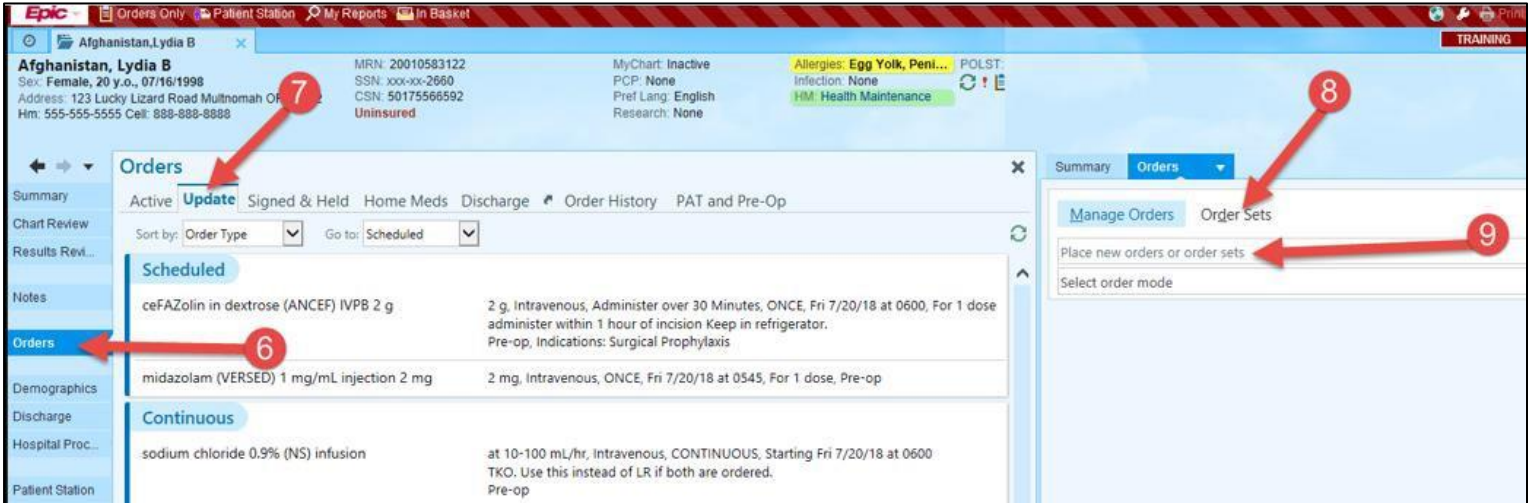 Epic Orders Only Patient Station My Reports In Basket Print
Afghanistan,Lydia B TRAINING
Afghanistan, Lydia B MRN: 20010583122 MyChart: Inactive Allergies: Egg Yolk, Peni... POLST:
Sex: Female, 20 y.o., 07/16/1998 SSN: xxx-xx-2660 PCP: None Infection: None
Address: 123 Lucky Lizard Road Multnomah CSN: 50175566592 Pref Lang: English HM: Health Maintenance
Hm: 555-555-5555 Cell: 888-888-8888 Uninsured Research: None
7
8
Orders
Summary Orders
Summary
Active Update Signed & Held Home Meds Discharge Order History PAT and Pre-Op
Manage Orders Order Sets
Chart Review
Sort by: Order Type Go to: Scheduled
9
Results Revi...
Place new orders or order sets
Scheduled
Select order mode
Notes
ceFAZolin in dextrose (ANCEF) IVPB 2 g 2 g, Intravenous, Administer over 30 Minutes, ONCE, Fri 7/20/18 at 0600, For 1 dose
administer within 1 hour of incision Keep in refrigerator.
Orders
6
Pre-op, Indications: Surgical Prophylaxis
midazolam (VERSED) 1 mg/mL injection 2 mg 2 mg, Intravenous, ONCE, Fri 7/20/18 at 0545, For 1 dose, Pre-op
Demographics
Discharge
Continuous
Hospital Proc...
sodium chloride 0.9% (NS) infusion at 10-100 mL/hr, Intravenous, CONTINUOUS, Starting Fri 7/20/18 at 0600
TKO. Use this instead of LR if both are ordered.
Patient Station
Pre-op